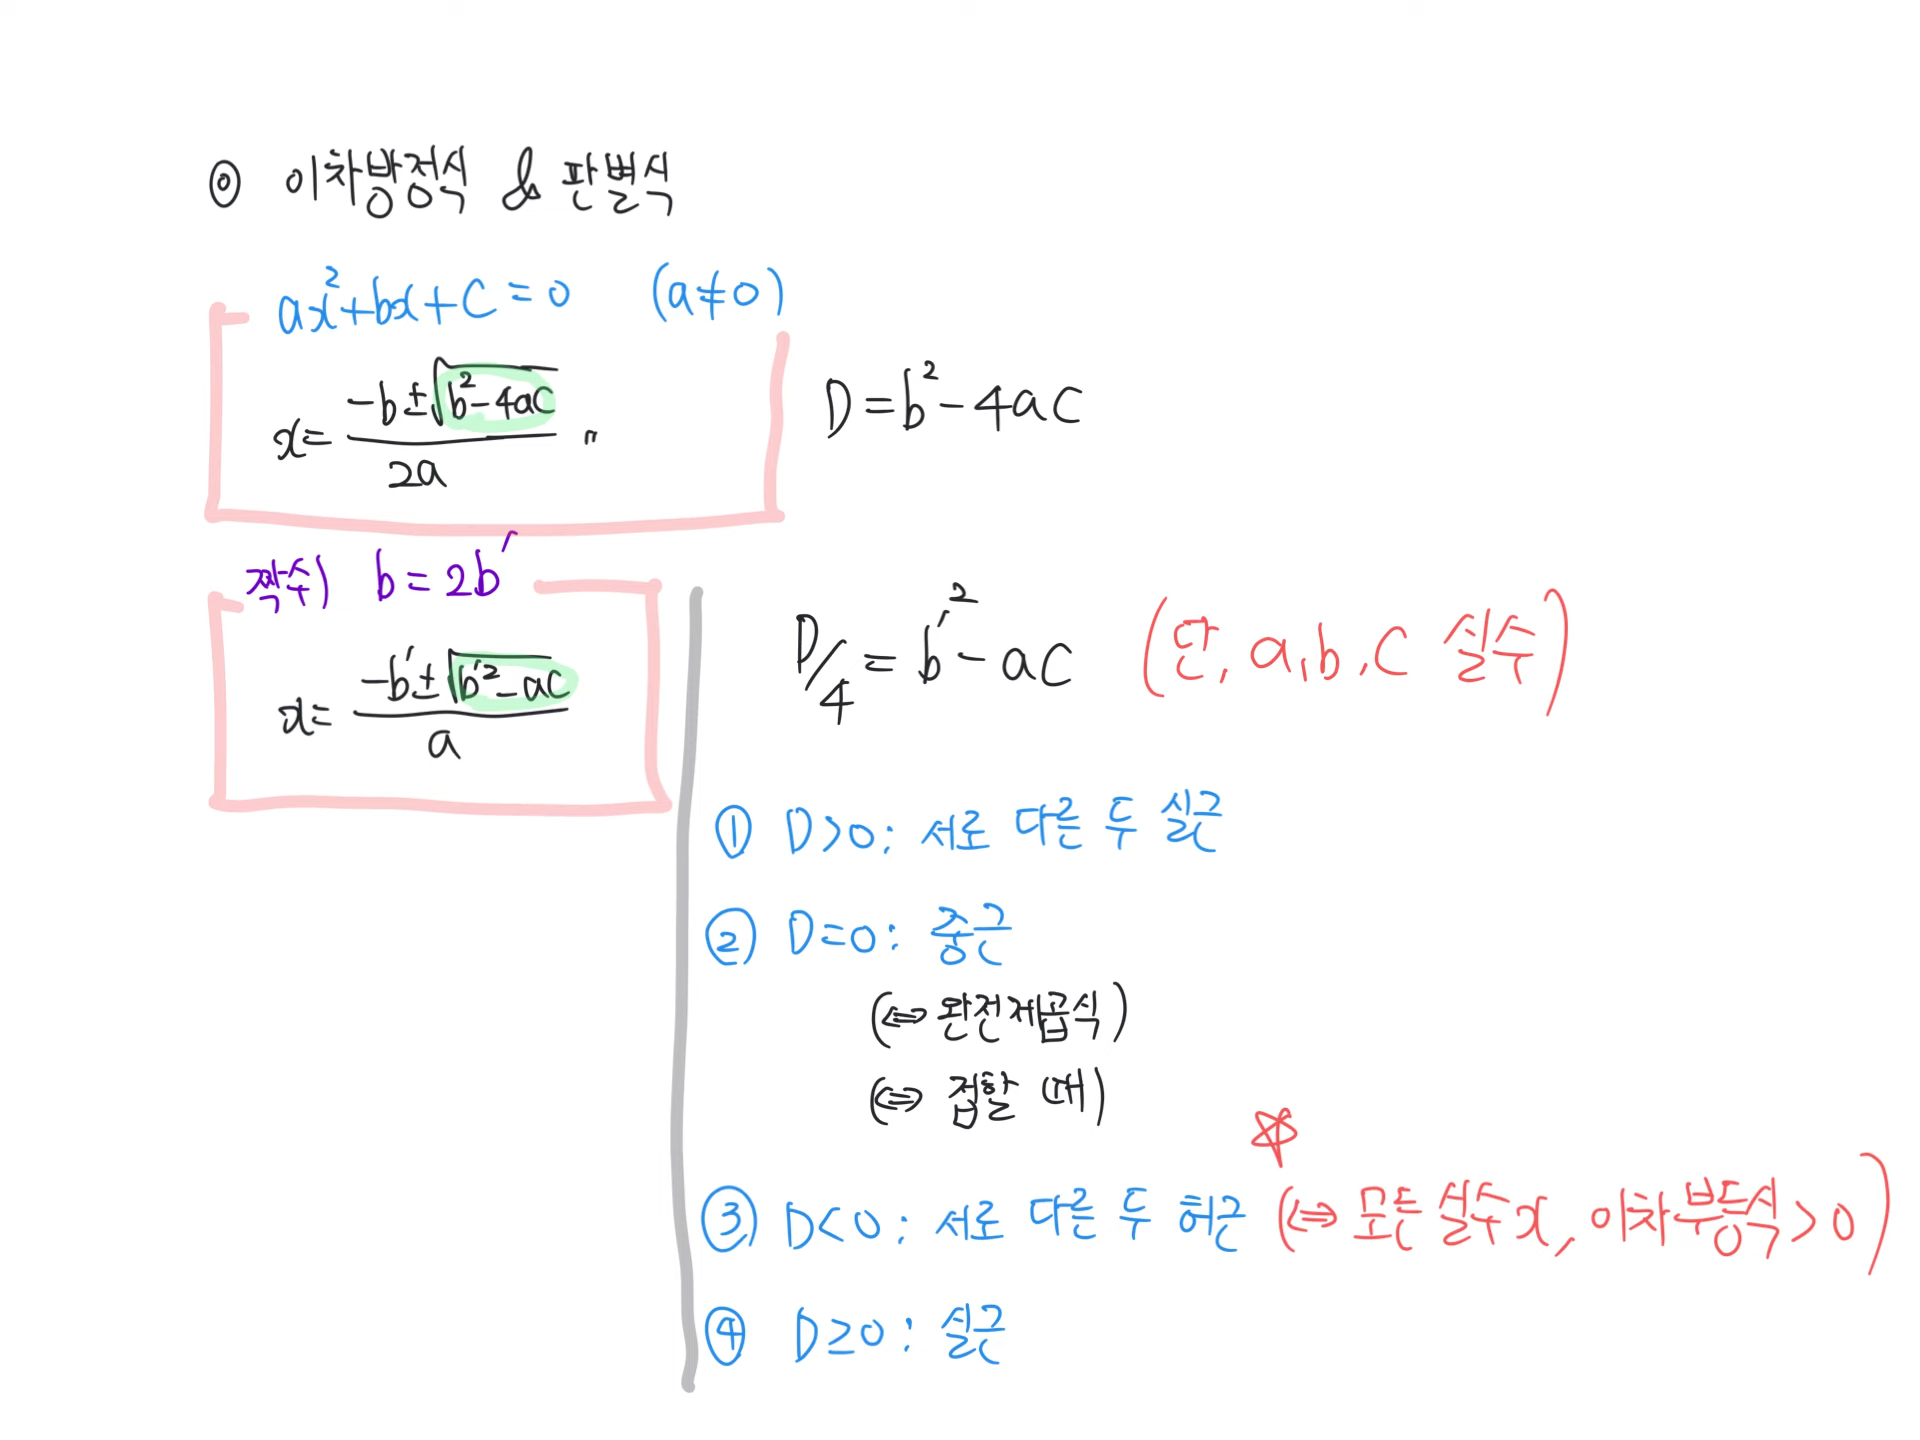 ◎ 이차방정식 & 판별식
ax²+bx+c=0 (a≠0)
x= (-b±√(b²-4ac))/2a 〃
D=b²-4ac
짝수) b=2b′
x= (-b′±√(b′²-ac))/a
D/4 = b′²-ac (단, a,b,c 실수)
① D>0: 서로 다른 두 실근
② D=0: 중근
(⇔ 완전제곱식)
(⇔ 접할 때)
③ D<0: 서로 다른 두 허근 (⇔ 모든 실수x, 이차부등식>0)
④ D≥0: 실근